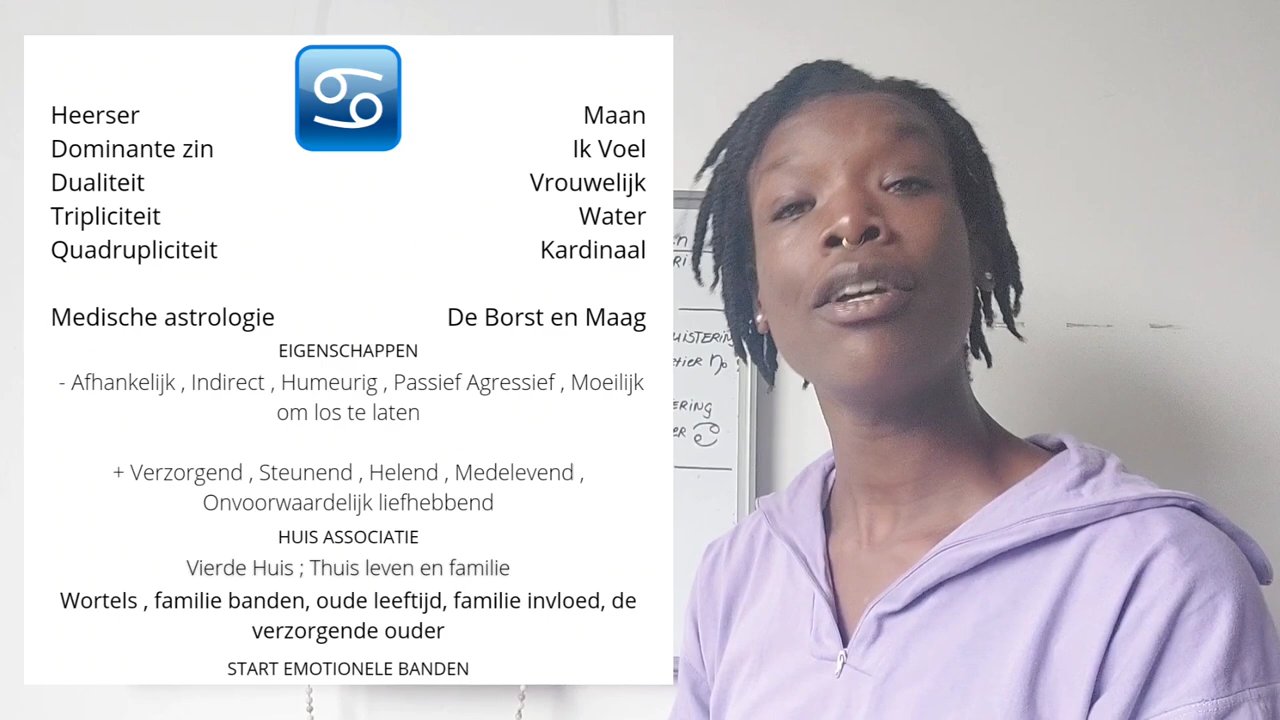 Heerser Maan
Dominante zin Ik Voel
Dualiteit Vrouwelijk
Tripliciteit Water
Quadrupliciteit Kardinaal
Medische astrologie De Borst en Maag
EIGENSCHAPPEN
- Afhankelijk , Indirect , Humeurig , Passief Agressief , Moeilijk
om los te laten
+ Verzorgend , Steunend , Helend , Medelevend ,
Onvoorwaardelijk liefhebbend
HUIS ASSOCIATIE
Vierde Huis ; Thuis leven en familie
Wortels , familie banden, oude leeftijd, familie invloed, de
verzorgende ouder
START EMOTIONELE BANDEN